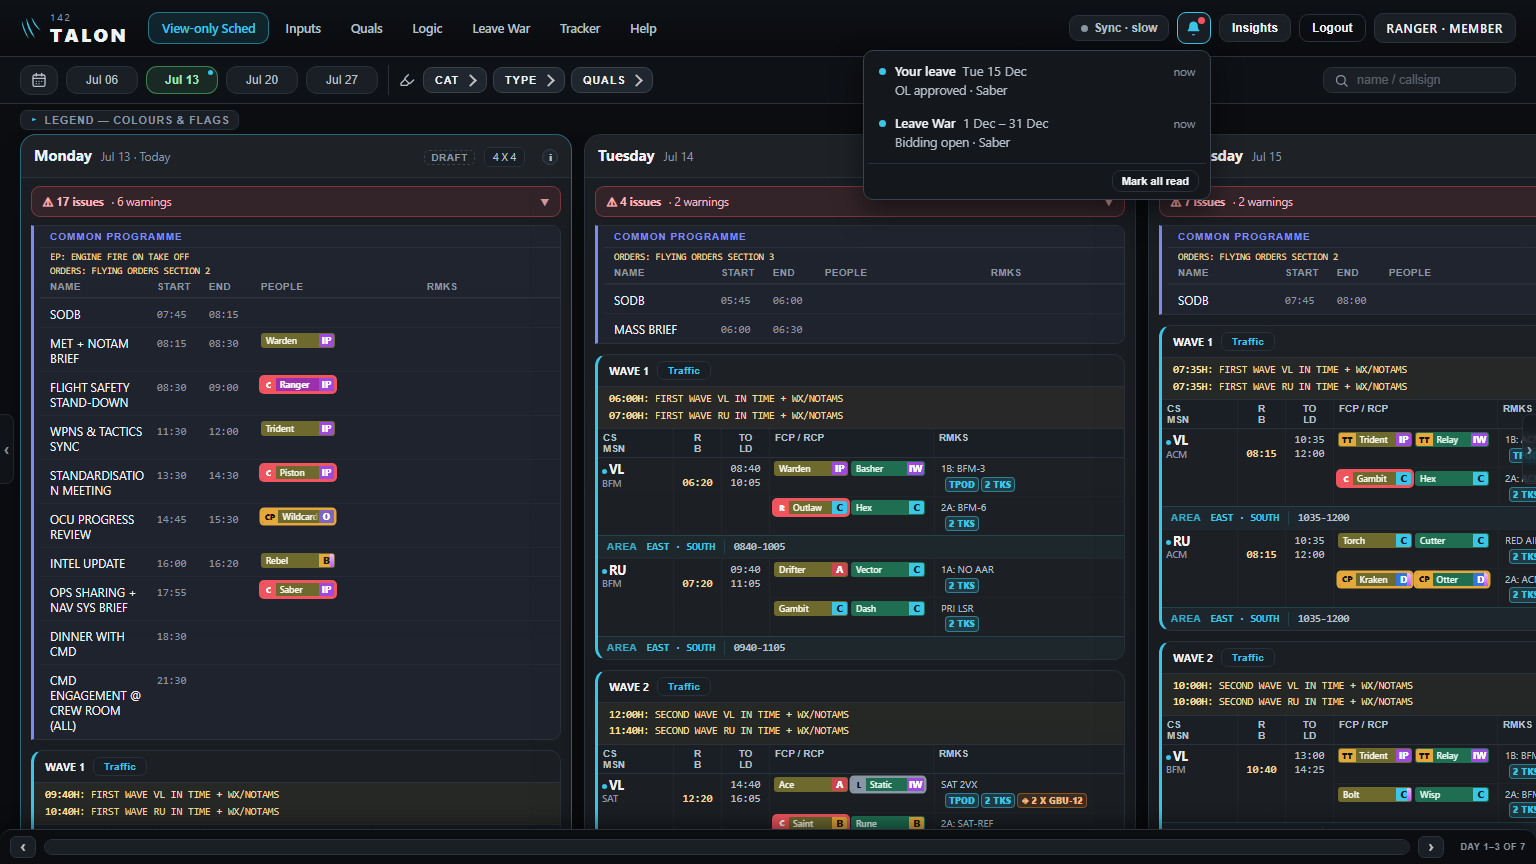 142
TALON
View-only Sched
Inputs
Quals
Logic
Leave War
Tracker
Help
Sync · slow
Insights
Logout
RANGER · MEMBER
Jul 06
Jul 13
Jul 20
Jul 27
CAT
TYPE
QUALS
name / callsign
LEGEND — COLOURS & FLAGS
Your leave Tue 15 Dec now
OL approved · Saber
Leave War 1 Dec – 31 Dec now
Bidding open · Saber
Mark all read
Monday Jul 13 · Today DRAFT 4X4 i
17 issues · 6 warnings
COMMON PROGRAMME
EP: ENGINE FIRE ON TAKE OFF
ORDERS: FLYING ORDERS SECTION 2
NAME START END PEOPLE RMKS
SODB 07:45 08:15
MET + NOTAM BRIEF 08:15 08:30 Warden IP
FLIGHT SAFETY STAND-DOWN 08:30 09:00 C Ranger IP
WPNS & TACTICS SYNC 11:30 12:00 Trident IP
STANDARDISATIO
N MEETING 13:30 14:30 C Piston IP
OCU PROGRESS REVIEW 14:45 15:30 CP Wildcard O
INTEL UPDATE 16:00 16:20 Rebel B
OPS SHARING + NAV SYS BRIEF 17:55 C Saber IP
DINNER WITH CMD 18:30
CMD ENGAGEMENT @ CREW ROOM (ALL) 21:30
WAVE 1 Traffic
09:40H: FIRST WAVE VL IN TIME + WX/NOTAMS
10:40H: FIRST WAVE RU IN TIME + WX/NOTAMS
Tuesday Jul 14
4 issues · 2 warnings
COMMON PROGRAMME
ORDERS: FLYING ORDERS SECTION 3
NAME START END PEOPLE RMKS
SODB 05:45 06:00
MASS BRIEF 06:00 06:30
WAVE 1 Traffic
06:00H: FIRST WAVE VL IN TIME + WX/NOTAMS
07:00H: FIRST WAVE RU IN TIME + WX/NOTAMS
CS R TO FCP / RCP RMKS
MSN B LD
VL 08:40 Warden IP Basher IW 1B: BFM-3
BFM 06:20 10:05 TPOD 2 TKS
R Outlaw C Hex C 2A: BFM-6
2 TKS
AREA EAST · SOUTH 0840-1005
RU 09:40 Drifter A Vector C 1A: NO AAR
BFM 07:20 11:05 2 TKS
Gambit C Dash C PRI LSR
2 TKS
AREA EAST · SOUTH 0940-1105
WAVE 2 Traffic
12:00H: SECOND WAVE VL IN TIME + WX/NOTAMS
11:40H: SECOND WAVE RU IN TIME + WX/NOTAMS
CS R TO FCP / RCP RMKS
MSN B LD
VL 14:40 Ace A L Static IW SAT 2VX
SAT 12:20 16:05 TPOD 2 TKS 2 X GBU-12
C Saint B Rune B 2A: SAT-REF
sday Jul 15
7 issues · 2 warnings
COMMON PROGRAMME
ORDERS: FLYING ORDERS SECTION 2
NAME START END PEOPLE
SODB 07:45 08:00
WAVE 1 Traffic
07:35H: FIRST WAVE VL IN TIME + WX/NOTAMS
07:35H: FIRST WAVE RU IN TIME + WX/NOTAMS
CS R TO FCP / RCP RMKS
MSN B LD
VL 10:35 TT Trident IP TT Relay IW 1B:
ACM 08:15 12:00
C Gambit C Hex C 2A:
2 TKS
AREA EAST · SOUTH 1035-1200
RU 10:35 Torch C Cutter C RED AI
ACM 08:15 12:00 2 TKS
CP Kraken D CP Otter D 2A: AC
2 TKS
AREA EAST · SOUTH 1035-1200
WAVE 2 Traffic
10:00H: SECOND WAVE VL IN TIME + WX/NOTAMS
10:00H: SECOND WAVE RU IN TIME + WX/NOTAMS
CS R TO FCP / RCP RMKS
MSN B LD
VL 13:00 TT Trident IP TT Relay IW 1B: BFM
BFM 10:40 14:25 2 TKS
Bolt C Wisp C 2A: BFM
2 TKS
DAY 1–3 OF 7